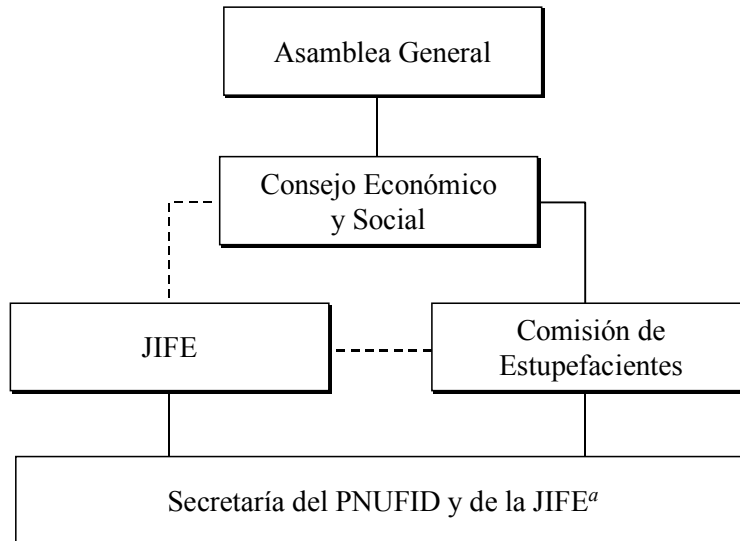 Asamblea General
Consejo Económico
y Social
JIFE
Comisión de
Estupefacientes
Secretaría del PNUFID y de la JIFEa